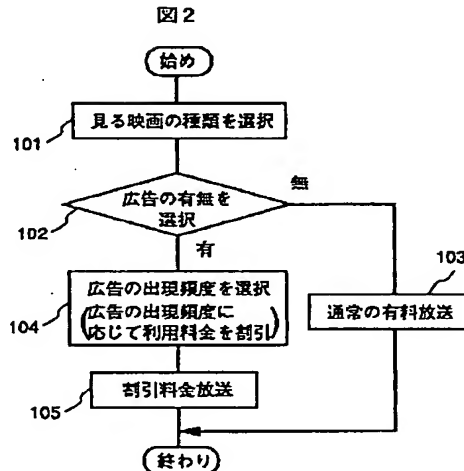 図2
始め
101
見る映画の種類を選択
102
広告の有無を
選択
無
有
103
通常の有料放送
104
広告の出現頻度を選択
(広告の出現頻度に
応じて利用料金を割引)
105
割引料金放送
終わり